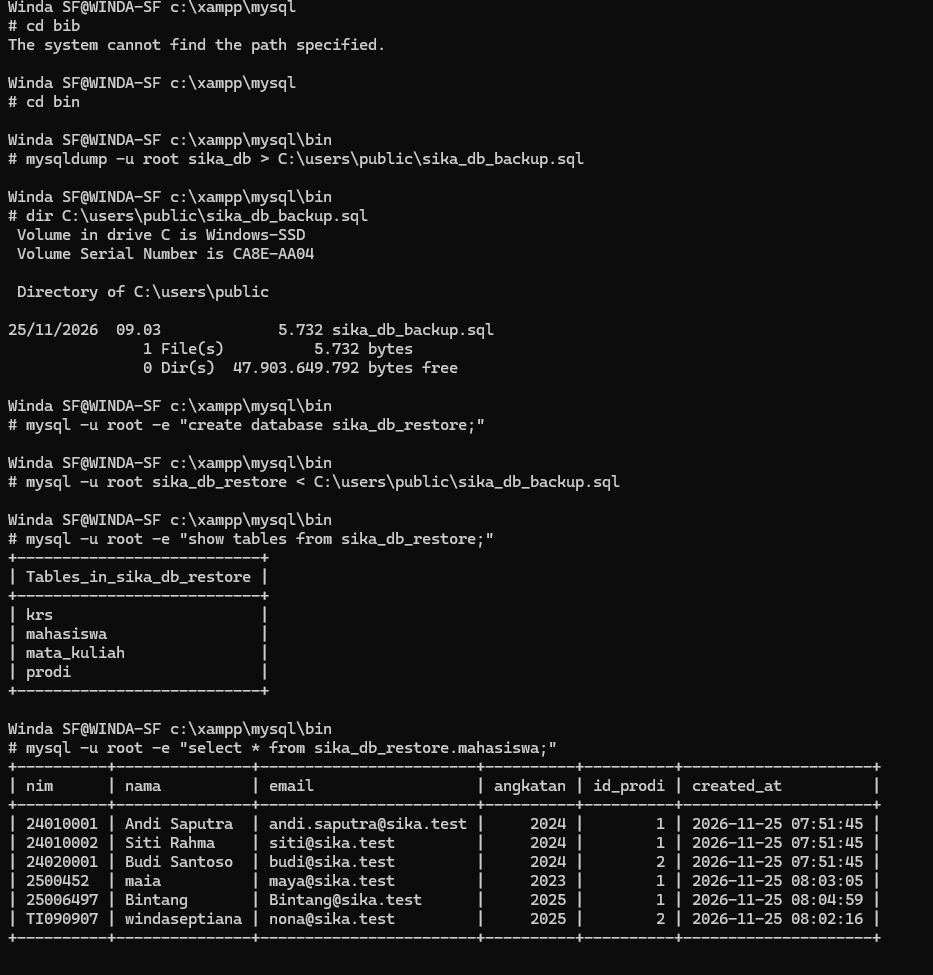 Winda SF@WINDA-SF c:\xampp\mysql
# cd bib
The system cannot find the path specified.

Winda SF@WINDA-SF c:\xampp\mysql
# cd bin

Winda SF@WINDA-SF c:\xampp\mysql\bin
# mysqldump -u root sika_db > C:\users\public\sika_db_backup.sql

Winda SF@WINDA-SF c:\xampp\mysql\bin
# dir C:\users\public\sika_db_backup.sql
 Volume in drive C is Windows-SSD
 Volume Serial Number is CA8E-AA04

 Directory of C:\users\public

25/11/2026  09.03             5.732 sika_db_backup.sql
               1 File(s)          5.732 bytes
               0 Dir(s)  47.903.649.792 bytes free

Winda SF@WINDA-SF c:\xampp\mysql\bin
# mysql -u root -e "create database sika_db_restore;"

Winda SF@WINDA-SF c:\xampp\mysql\bin
# mysql -u root sika_db_restore < C:\users\public\sika_db_backup.sql

Winda SF@WINDA-SF c:\xampp\mysql\bin
# mysql -u root -e "show tables from sika_db_restore;"
+---------------------------+
| Tables_in_sika_db_restore |
+---------------------------+
| krs                       |
| mahasiswa                 |
| mata_kuliah               |
| prodi                     |
+---------------------------+

Winda SF@WINDA-SF c:\xampp\mysql\bin
# mysql -u root -e "select * from sika_db_restore.mahasiswa;"
+----------+---------------+------------------------+----------+----------+---------------------+
| nim      | nama          | email                  | angkatan | id_prodi | created_at          |
+----------+---------------+------------------------+----------+----------+---------------------+
| 24010001 | Andi Saputra  | andi.saputra@sika.test |     2024 |        1 | 2026-11-25 07:51:45 |
| 24010002 | Siti Rahma    | siti@sika.test         |     2024 |        1 | 2026-11-25 07:51:45 |
| 24020001 | Budi Santoso  | budi@sika.test         |     2024 |        2 | 2026-11-25 07:51:45 |
| 2500452  | maia          | maya@sika.test         |     2023 |        1 | 2026-11-25 08:03:05 |
| 25006497 | Bintang       | Bintang@sika.test      |     2025 |        1 | 2026-11-25 08:04:59 |
| TI090907 | windaseptiana | nona@sika.test         |     2025 |        2 | 2026-11-25 08:02:16 |
+----------+---------------+------------------------+----------+----------+---------------------+